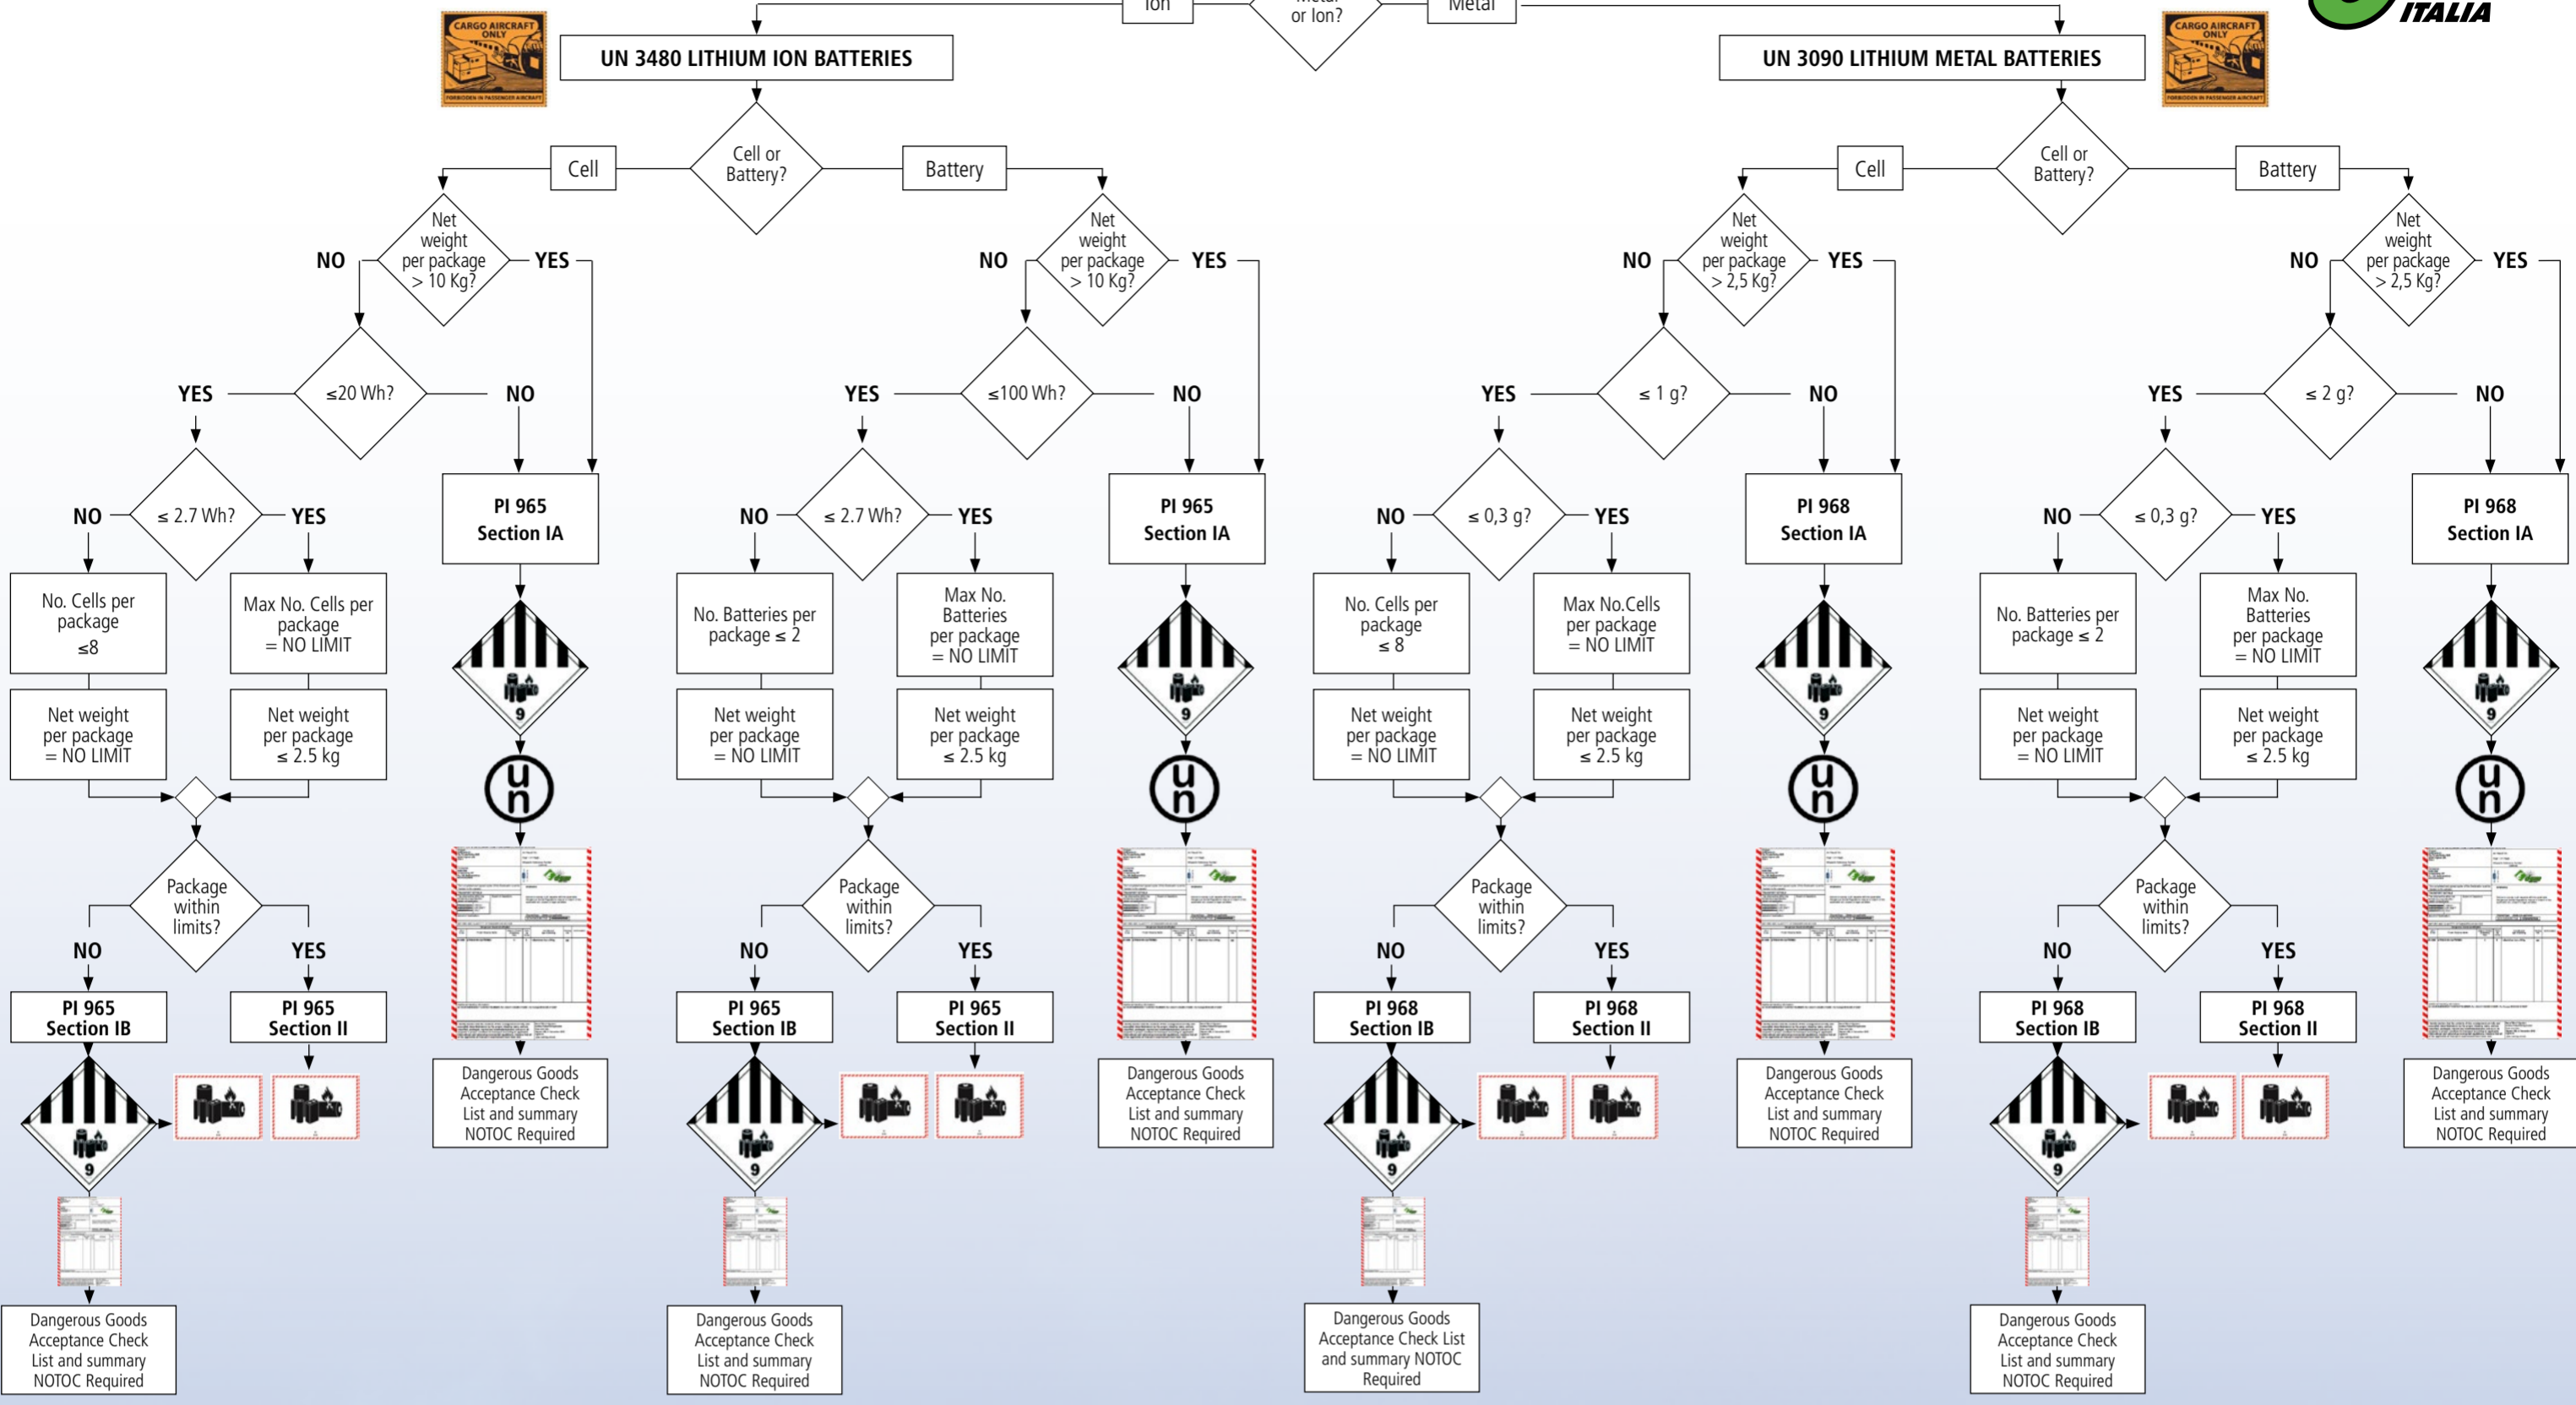 Ion
Metal
or Ion?
Metal
ITALIA
CARGO AIRCRAFT
ONLY
FORBIDDEN IN PASSENGER AIRCRAFT
UN 3480 LITHIUM ION BATTERIES
UN 3090 LITHIUM METAL BATTERIES
CARGO AIRCRAFT
ONLY
FORBIDDEN IN PASSENGER AIRCRAFT
Cell
Cell or
Battery?
Battery
Cell
Cell or
Battery?
Battery
NO
Net
weight
per package
> 10 Kg?
YES
NO
Net
weight
per package
> 10 Kg?
YES
NO
Net
weight
per package
> 2,5 Kg?
YES
NO
Net
weight
per package
> 2,5 Kg?
YES
YES
≤20 Wh?
NO
YES
≤100 Wh?
NO
YES
≤ 1 g?
NO
YES
≤ 2 g?
NO
NO
≤ 2.7 Wh?
YES
PI 965
Section IA
NO
≤ 2.7 Wh?
YES
PI 965
Section IA
NO
≤ 0,3 g?
YES
PI 968
Section IA
NO
≤ 0,3 g?
YES
PI 968
Section IA
No. Cells per
package
≤8
Max No. Cells per
package
= NO LIMIT
9
No. Batteries per
package ≤ 2
Max No.
Batteries
per package
= NO LIMIT
9
No. Cells per
package
≤ 8
Max No.Cells
per package
= NO LIMIT
9
No. Batteries per
package ≤ 2
Max No.
Batteries
per package
= NO LIMIT
9
Net weight
per package
= NO LIMIT
Net weight
per package
≤ 2.5 kg
u
n
Net weight
per package
= NO LIMIT
Net weight
per package
≤ 2.5 kg
u
n
Net weight
per package
= NO LIMIT
Net weight
per package
≤ 2.5 kg
u
n
Net weight
per package
= NO LIMIT
Net weight
per package
≤ 2.5 kg
u
n
Package
within
limits?
Package
within
limits?
Package
within
limits?
Package
within
limits?
NO
YES
NO
YES
NO
YES
NO
YES
PI 965
Section IB
PI 965
Section II
PI 965
Section IB
PI 965
Section II
PI 968
Section IB
PI 968
Section II
PI 968
Section IB
PI 968
Section II
9
Dangerous Goods
Acceptance Check
List and summary
NOTOC Required
9
Dangerous Goods
Acceptance Check
List and summary
NOTOC Required
9
Dangerous Goods
Acceptance Check
List and summary
NOTOC Required
9
Dangerous Goods
Acceptance Check
List and summary
NOTOC Required
Dangerous Goods
Acceptance Check
List and summary
NOTOC Required
Dangerous Goods
Acceptance Check
List and summary
NOTOC Required
Dangerous Goods
Acceptance Check List
and summary NOTOC
Required
Dangerous Goods
Acceptance Check
List and summary
NOTOC Required